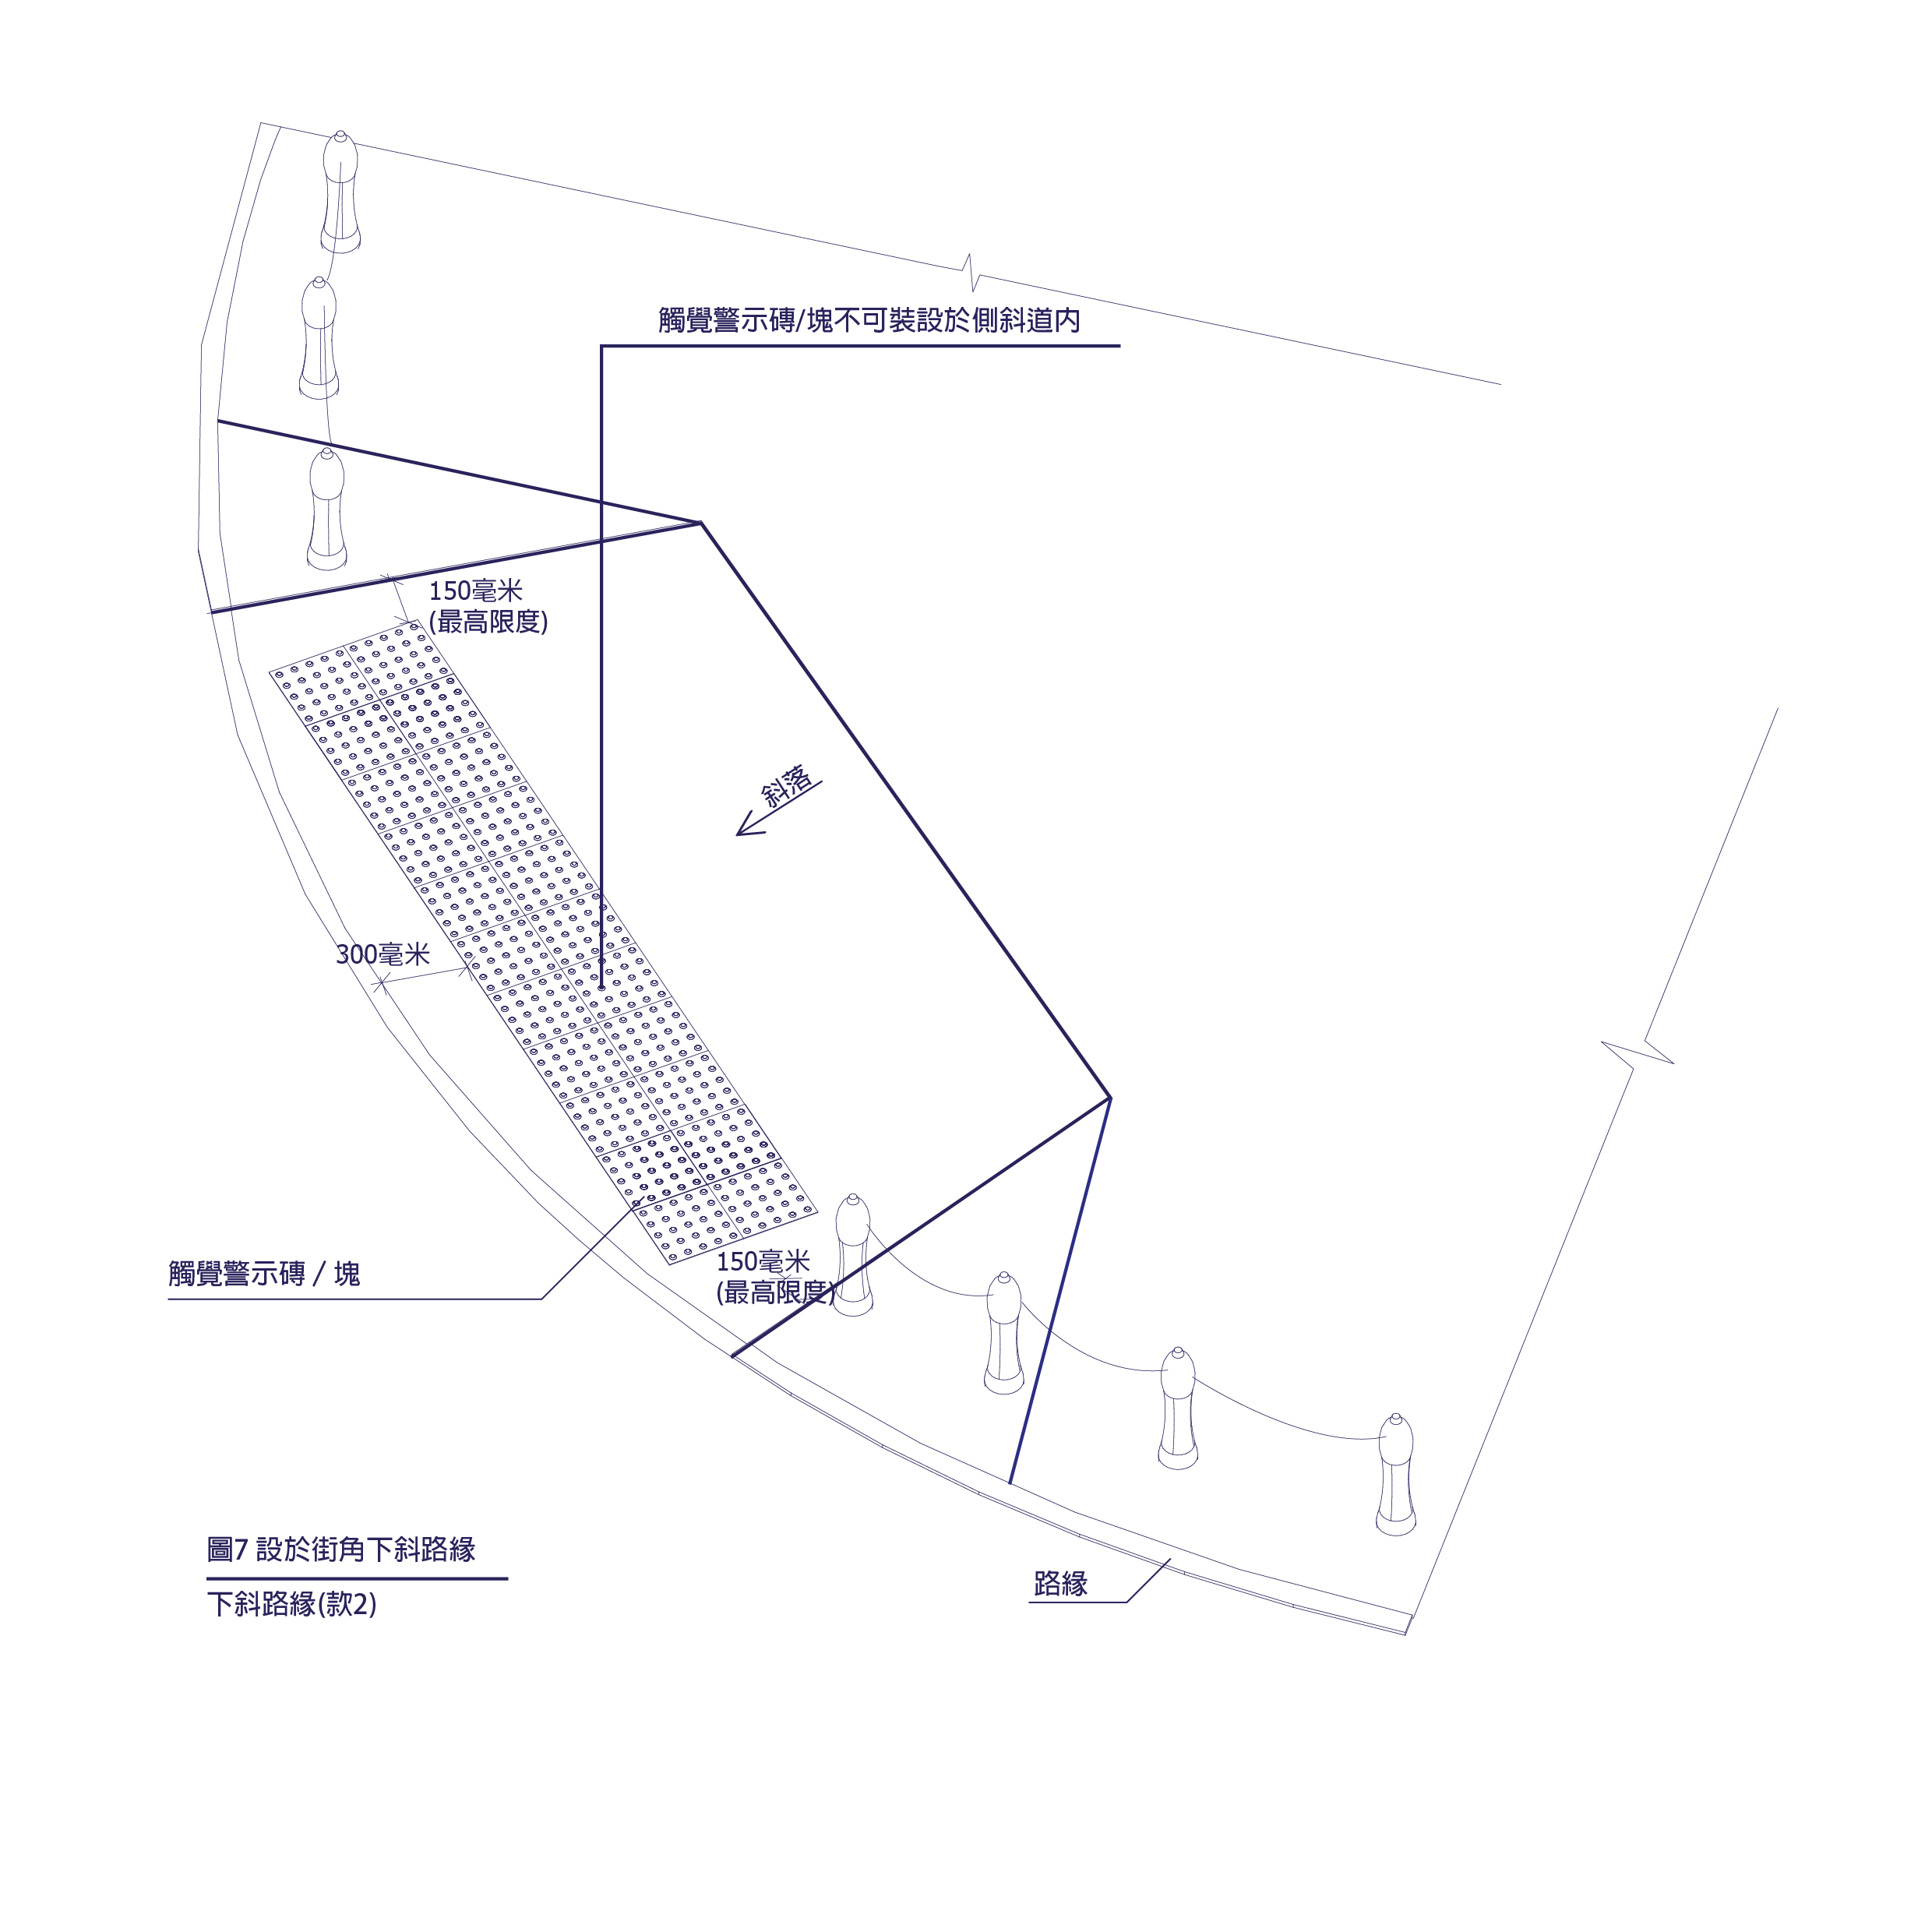 觸覺警示磚/塊不可裝設於側斜道内
150毫米
(最高限度)
斜落
300毫米
觸覺警示磚 / 塊
150毫米
(最高限度)
圖7 設於街角下斜路緣
下斜路緣(款2)
路緣